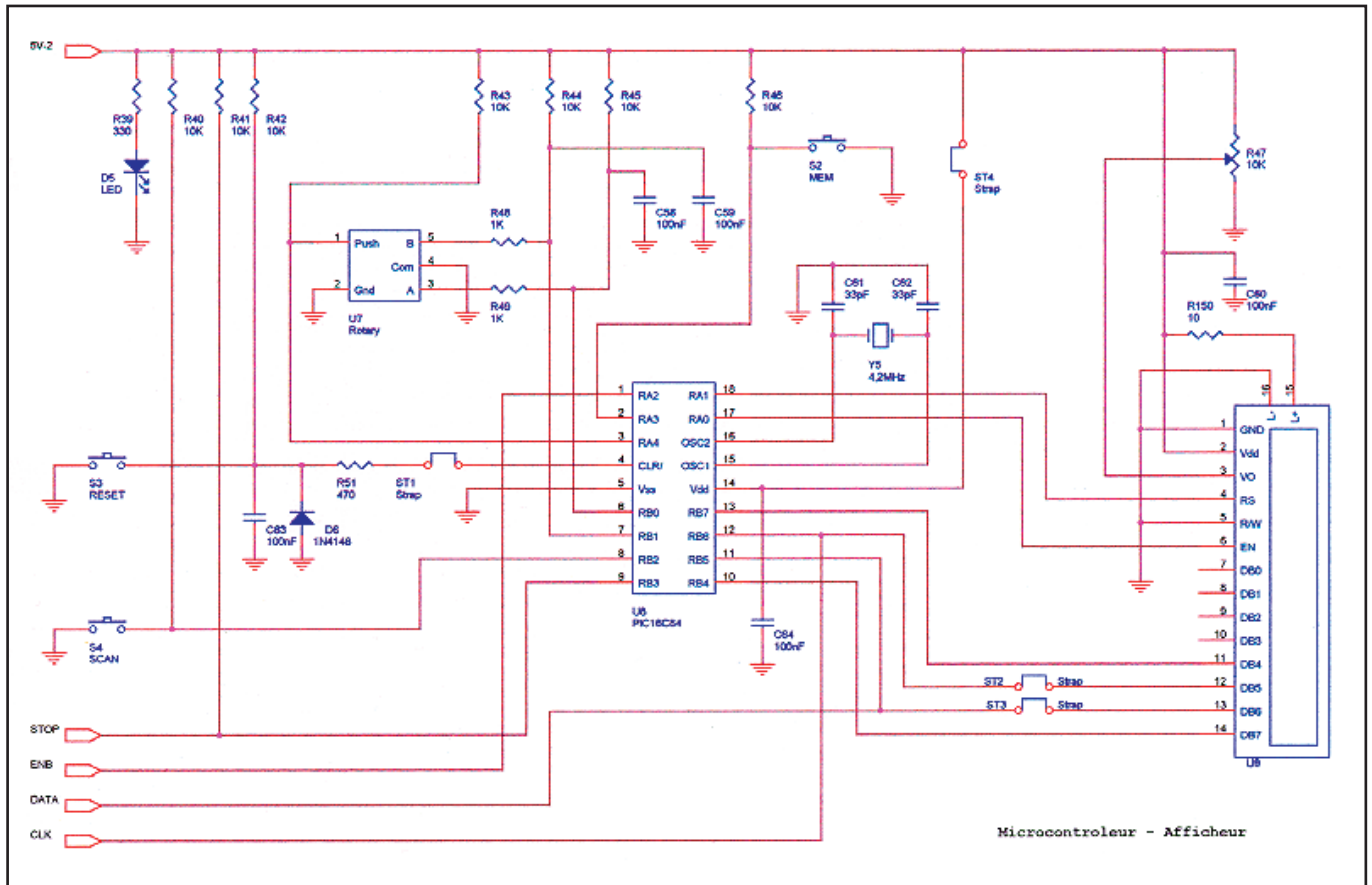 5V-2
R39
330
R40
10K
R41
10K
R42
10K
R43
10K
R44
10K
R45
10K
R46
10K
R47
10K
D5
LED
S2
MEM
ST4
Strap
C58
100nF
C59
100nF
R48
1K
R49
1K
1 Push B 5
Com 4
2 Gnd A 3
U7
Rotary
C61
33pF
C62
33pF
Y5
4,2MHz
C60
100nF
R150
10
1 RA2 RA1 18
2 RA3 RA0 17
3 RA4 OSC2 16
4 CLR/ OSC1 15
5 Vss Vdd 14
6 RB0 RB7 13
7 RB1 RB6 12
8 RB2 RB5 11
9 RB3 RB4 10
U8
PIC16C84
S3
RESET
R51
470
ST1
Strap
C63
100nF
D6
1N4148
S4
SCAN
C64
100nF
16 15
L- L+
1 GND
2 Vdd
3 VO
4 RS
5 R/W
6 EN
7 DB0
8 DB1
9 DB2
10 DB3
11 DB4
12 DB5
13 DB6
14 DB7
U9
ST2 Strap
ST3 Strap
STOP
ENB
DATA
CLK
Microcontroleur - Afficheur